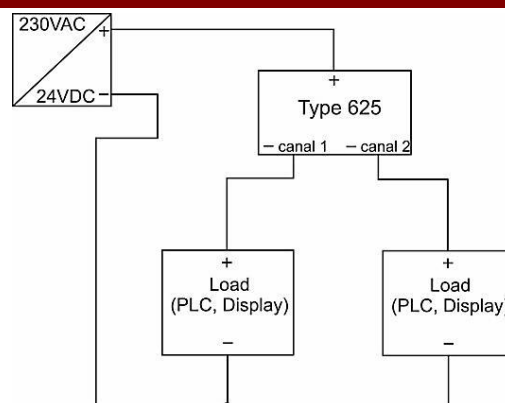 230VAC
+
24VDC –
+
Type 625
– canal 1 – canal 2
+
Load
(PLC, Display)
–
+
Load
(PLC, Display)
–